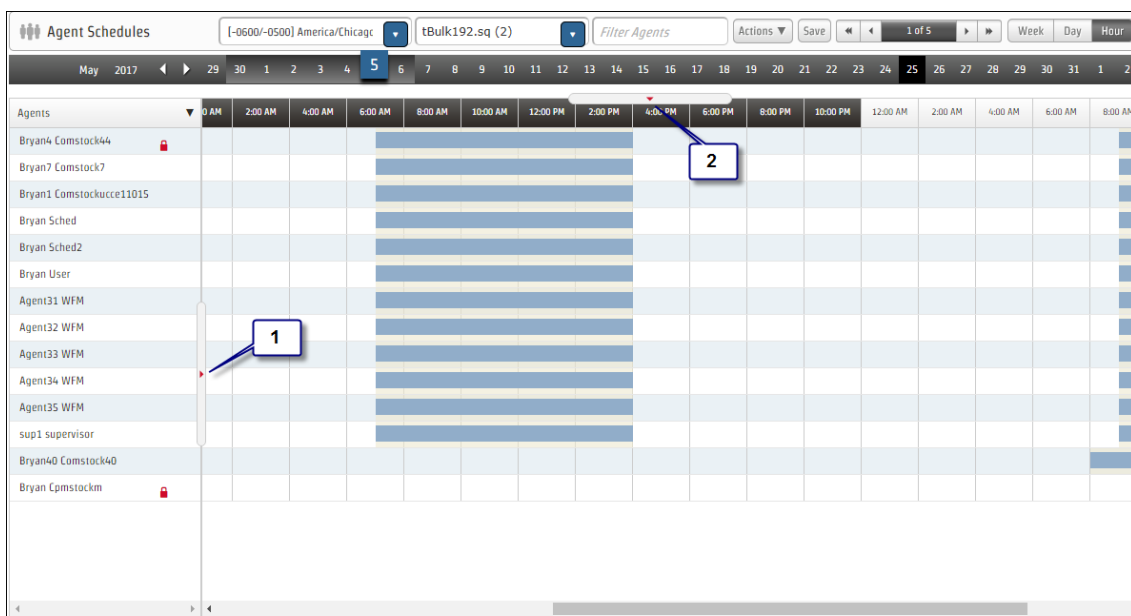 Agent Schedules [-0600/-0500] America/Chicagc tBulk192.sq (2) Filter Agents Actions ▼ Save 1 of 5 Week Day Hour
May 2017 29 30 1 2 3 4 5 6 7 8 9 10 11 12 13 14 15 16 17 18 19 20 21 22 23 24 25 26 27 28 29 30 31 1 2
Agents ▼ 0 AM 2:00 AM 4:00 AM 6:00 AM 8:00 AM 10:00 AM 12:00 PM 2:00 PM 4:00 PM 6:00 PM 8:00 PM 10:00 PM 12:00 AM 2:00 AM 4:00 AM 6:00 AM 8:00 AM
Bryan4 Comstock44
2
Bryan7 Comstock7
Bryan1 Comstockucce11015
Bryan Sched
Bryan Sched2
Bryan User
Agent31 WFM
Agent32 WFM
1
Agent33 WFM
Agent34 WFM
Agent35 WFM
sup1 supervisor
Bryan40 Comstock40
Bryan Cpmstockm